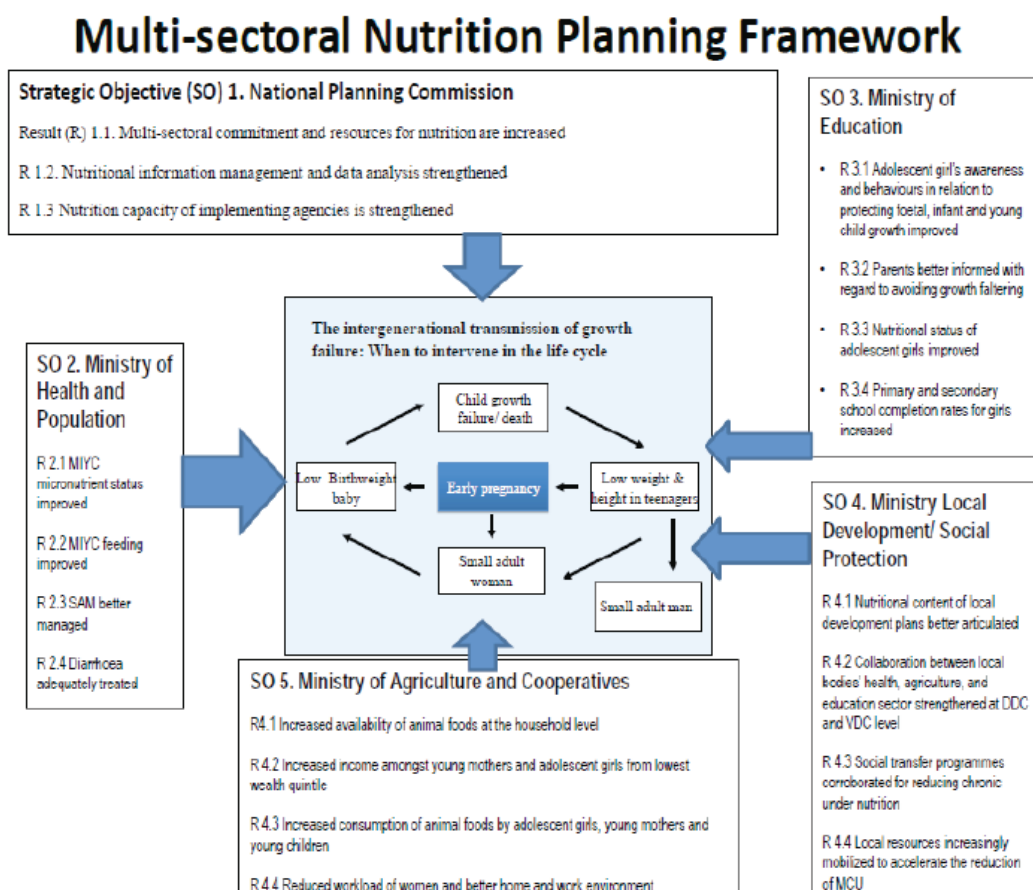 Multi-sectoral Nutrition Planning Framework
Strategic Objective (SO) 1. National Planning Commission
Result (R) 1.1. Multi-sectoral commitment and resources for nutrition are increased
R 1.2. Nutritional information management and data analysis strengthened
R 1.3 Nutrition capacity of implementing agencies is strengthened
SO 3. Ministry of
Education
• R 3.1 Adolescent girl's awareness
and behaviours in relation to
protecting foetal, infant and young
child growth improved
• R 3.2 Parents better informed with
regard to avoiding growth faltering
• R 3.3 Nutritional status of
adolescent girls improved
• R 3.4 Primary and secondary
school completion rates for girls
increased
SO 2. Ministry of
Health and
Population
R 2.1 MIYC
micronutrient status
improved
R 2.2 MIYC feeding
improved
R 2.3 SAM better
managed
R 2.4 Diarrhoea
adequately treated
The intergenerational transmission of growth
failure: When to intervene in the life cycle
Child growth
failure/ death
Low Birthweight
baby
Early pregnancy
Low weight &
height in teenagers
Small adult
woman
Small adult man
SO 4. Ministry Local
Development/ Social
Protection
R 4.1 Nutritional content of local
development plans better articulated
R 4.2 Collaboration between local
bodies' health, agriculture, and
education sector strengthened at DDC
and VDC level
R 4.3 Social transfer programmes
corroborated for reducing chronic
under nutrition
R 4.4 Local resources increasingly
mobilized to accelerate the reduction
of MCU
SO 5. Ministry of Agriculture and Cooperatives
R4.1 Increased availability of animal foods at the household level
R 4.2 Increased income amongst young mothers and adolescent girls from lowest
wealth quintile
R 4.3 Increased consumption of animal foods by adolescent girls, young mothers and
young children
R 4.4 Reduced workload of women and better home and work environment